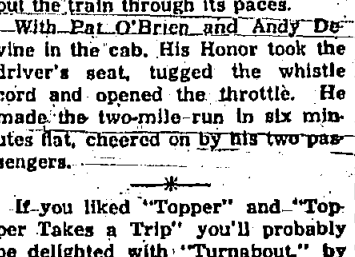 out the train through its paces.
With Pat O'Brien and Andy De-
vine in the cab. His Honor took the
driver's seat, tugged the whistle
cord and opened the throttle. He
made the two-mile run in six min-
utes flat, cheered on by his two pas-
sengers.
If you liked "Topper" and "Top-
per Takes a Trip" you'll probably
be delighted with "Turnabout," by